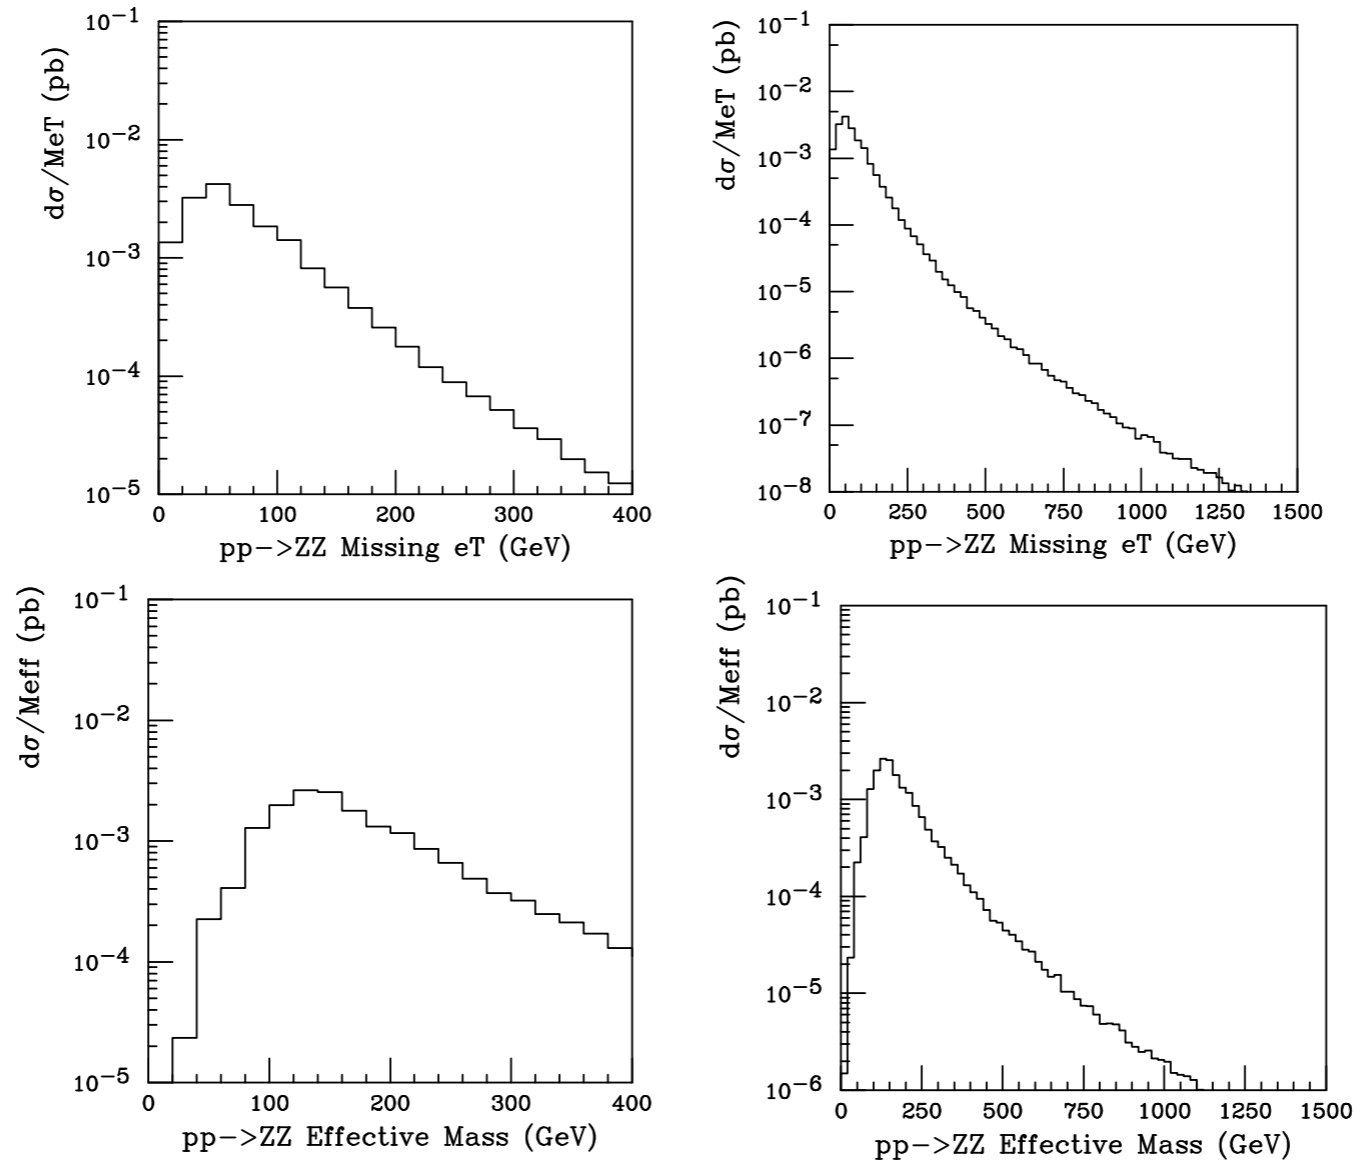 dσ/MeT (pb)
10−1
10−2
10−3
10−4
10−5
0 100 200 300 400
pp−>ZZ Missing eT (GeV)
dσ/MeT (pb)
10−1
10−2
10−3
10−4
10−5
10−6
10−7
10−8
0 250 500 750 1000 1250 1500
pp−>ZZ Missing eT (GeV)
dσ/Meff (pb)
10−1
10−2
10−3
10−4
10−5
0 100 200 300 400
pp−>ZZ Effective Mass (GeV)
dσ/Meff (pb)
10−1
10−2
10−3
10−4
10−5
10−6
0 250 500 750 1000 1250 1500
pp−>ZZ Effective Mass (GeV)